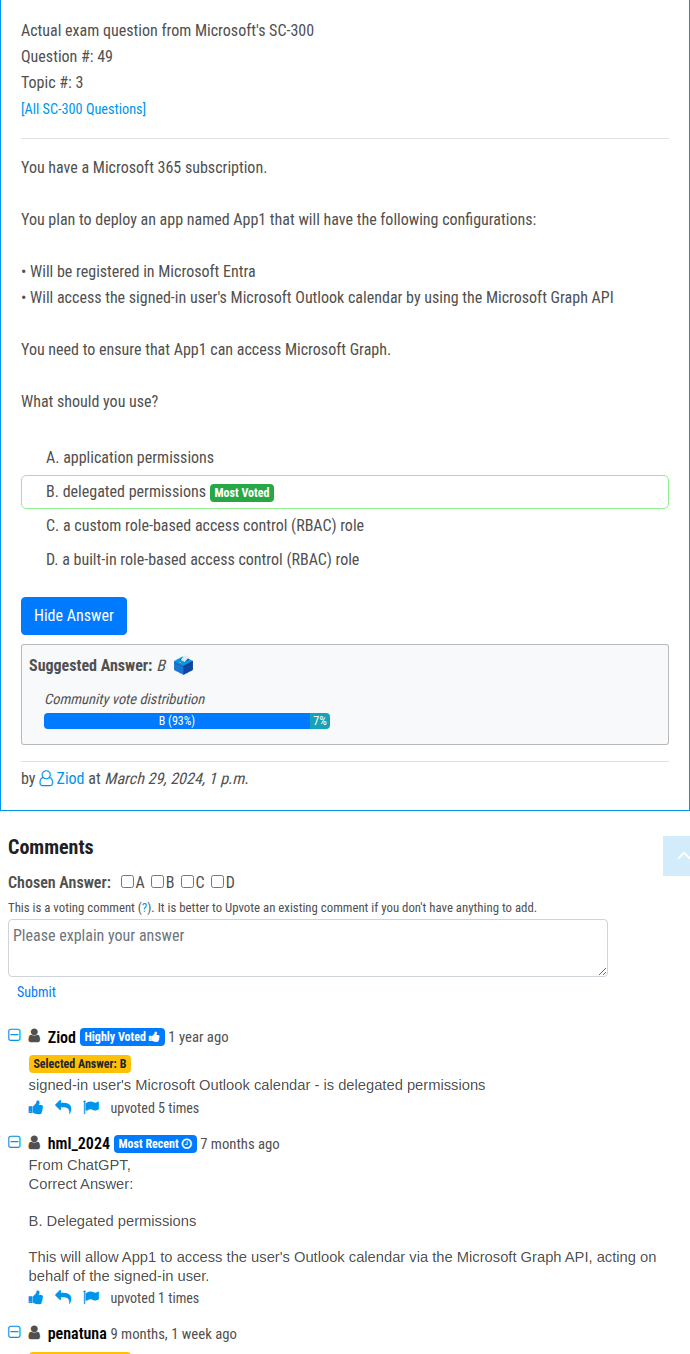 Actual exam question from Microsoft's SC-300
Question #: 49
Topic #: 3
[All SC-300 Questions]
You have a Microsoft 365 subscription.
You plan to deploy an app named App1 that will have the following configurations:
• Will be registered in Microsoft Entra
• Will access the signed-in user's Microsoft Outlook calendar by using the Microsoft Graph API
You need to ensure that App1 can access Microsoft Graph.
What should you use?
A. application permissions
B. delegated permissions Most Voted
C. a custom role-based access control (RBAC) role
D. a built-in role-based access control (RBAC) role
Hide Answer
Suggested Answer: B
Community vote distribution
B (93%) 7%
by Ziod at March 29, 2024, 1 p.m.
Comments
Chosen Answer: A B C D
This is a voting comment (?). It is better to Upvote an existing comment if you don't have anything to add.
Please explain your answer
Submit
Ziod Highly Voted 1 year ago
Selected Answer: B
signed-in user's Microsoft Outlook calendar - is delegated permissions
upvoted 5 times
hml_2024 Most Recent 7 months ago
From ChatGPT,
Correct Answer:
B. Delegated permissions
This will allow App1 to access the user's Outlook calendar via the Microsoft Graph API, acting on
behalf of the signed-in user.
upvoted 1 times
penatuna 9 months, 1 week ago